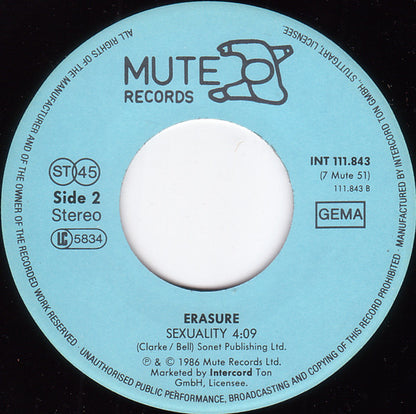 MUTE
RECORDS
INT 111.843
(7 Mute 51)
111.843 B
ST 45
Side 2
Stereo
LC 5834
GEMA
ERASURE
SEXUALITY 4:09
(Clarke / Bell) Sonet Publishing Ltd.
℗ & © 1986 Mute Records Ltd.
Marketed by Intercord Ton
GmbH, Licensee.
ALL RIGHTS OF THE MANUFACTURER AND OF THE OWNER OF THE RECORDED WORK RESERVED · UNAUTHORISED PUBLIC PERFORMANCE, BROADCASTING AND COPYING OF THIS RECORD PROHIBITED · MANUFACTURED BY INTERCORD TON GMBH., STUTTGART, LICENSEE.